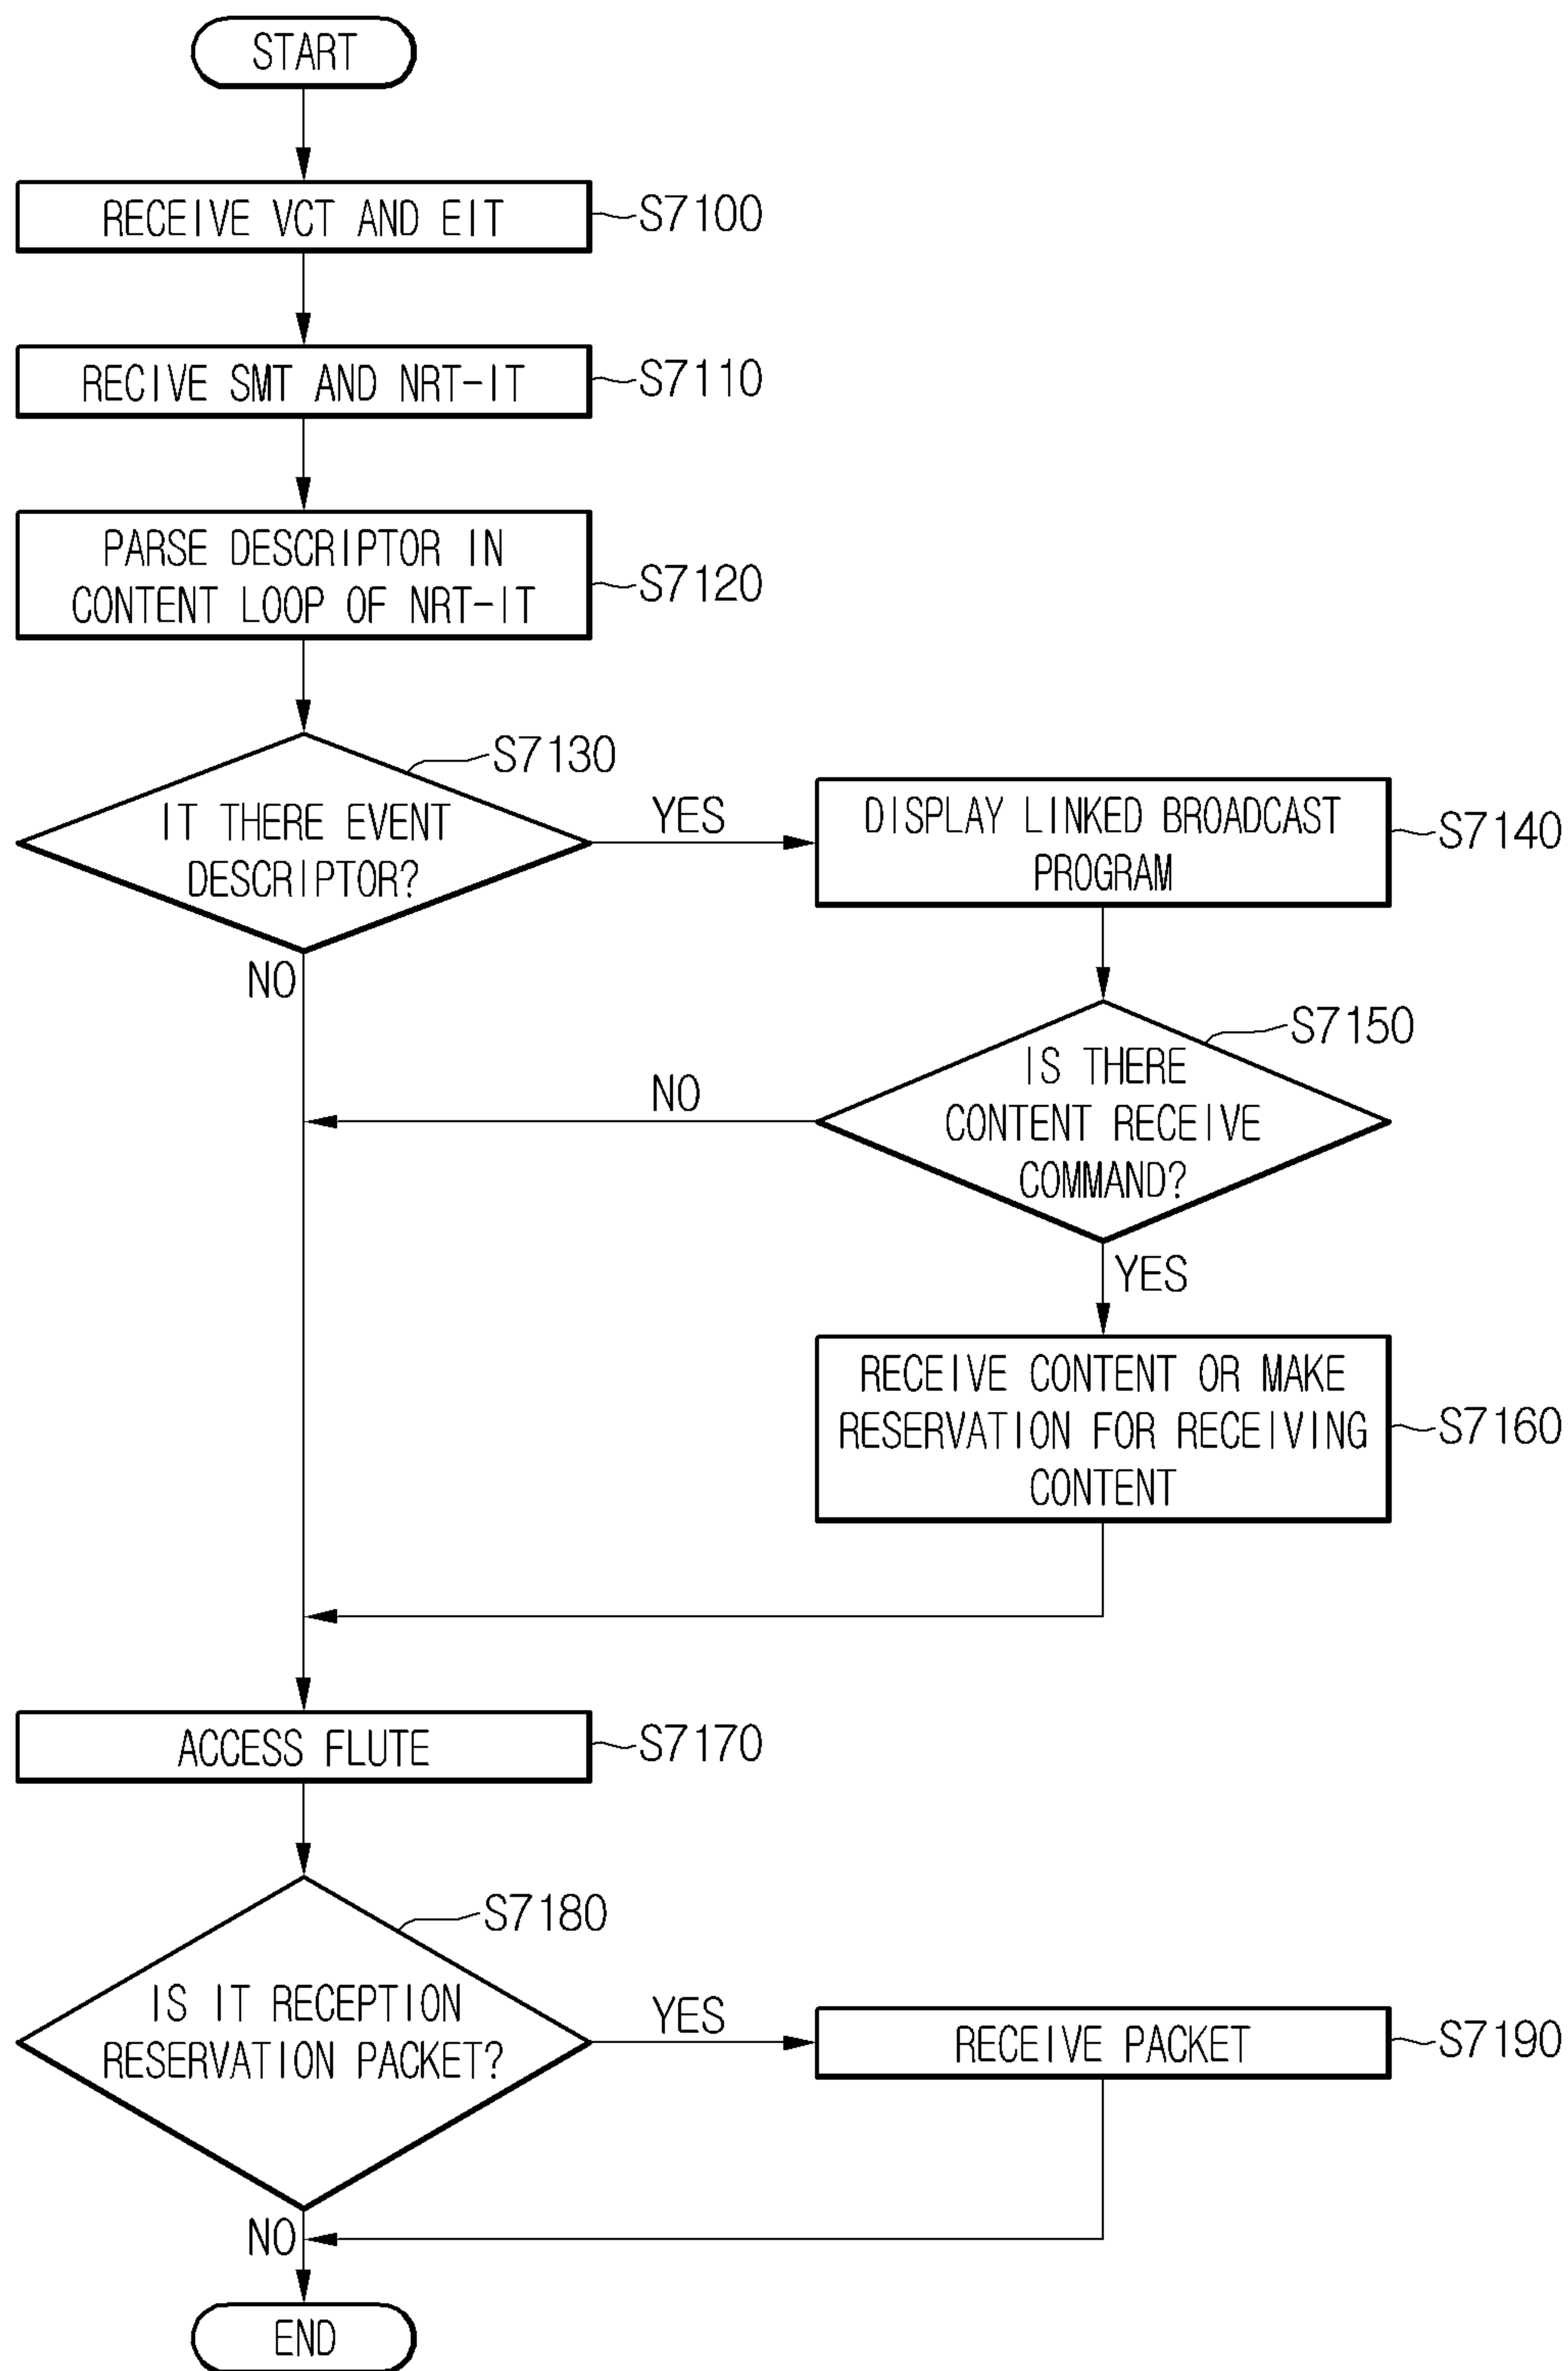 START
RECEIVE VCT AND EIT
S7100
RECIVE SMT AND NRT-IT
S7110
PARSE DESCRIPTOR IN
CONTENT LOOP OF NRT-IT
S7120
S7130
IT THERE EVENT
DESCRIPTOR?
YES
DISPLAY LINKED BROADCAST
PROGRAM
S7140
NO
S7150
IS THERE
CONTENT RECEIVE
COMMAND?
NO
YES
RECEIVE CONTENT OR MAKE
RESERVATION FOR RECEIVING
CONTENT
S7160
ACCESS FLUTE
S7170
S7180
IS IT RECEPTION
RESERVATION PACKET?
YES
RECEIVE PACKET
S7190
NO
END